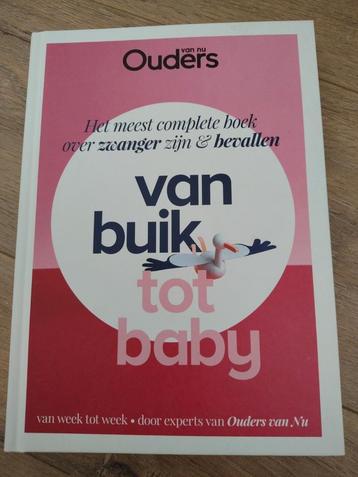 van nu
Ouders
Het meest complete boek
over zwanger zijn & bevallen
van
buik
tot
baby
van week tot week • door experts van Ouders van Nu